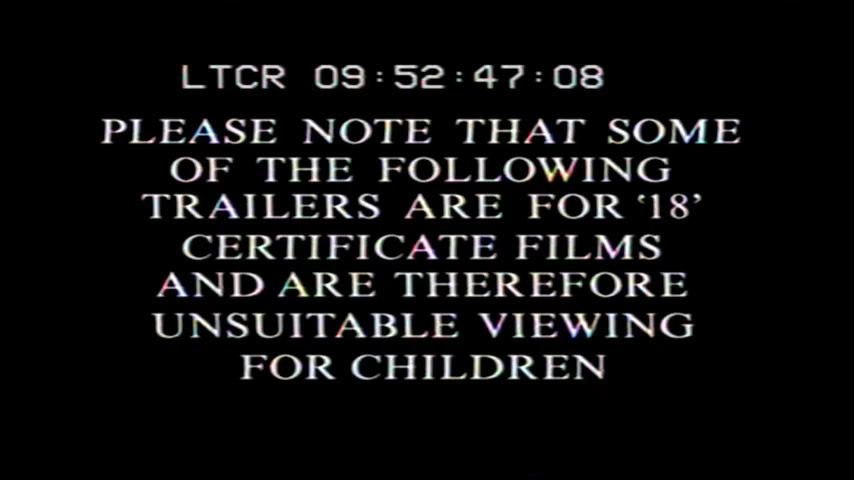 LTCR 09:52:47:08
PLEASE NOTE THAT SOME
OF THE FOLLOWING
TRAILERS ARE FOR ‘18’
CERTIFICATE FILMS
AND ARE THEREFORE
UNSUITABLE VIEWING
FOR CHILDREN